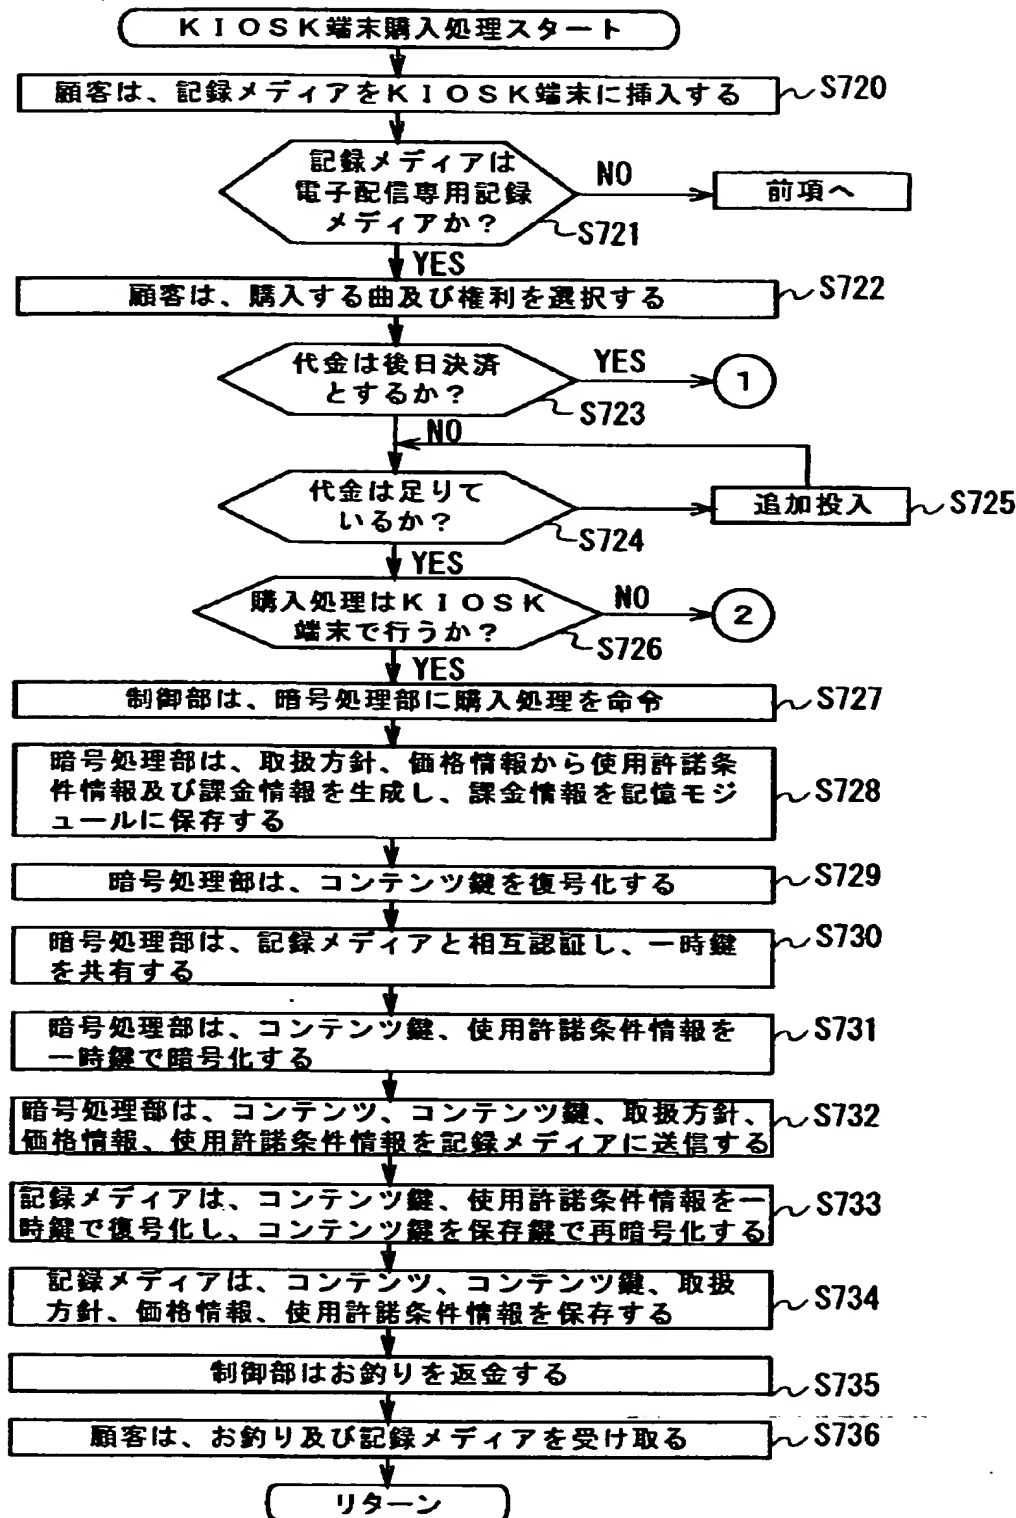 KIOSK端末購入処理スタート
顧客は、記録メディアをKIOSK端末に挿入する
S720
記録メディアは
電子配信専用記録
メディアか?
S721
NO
前項へ
YES
顧客は、購入する曲及び権利を選択する
S722
代金は後日決済
とするか?
S723
YES
1
NO
代金は足りて
いるか?
S724
追加投入
S725
YES
購入処理はKIOSK
端末で行うか?
S726
NO
2
YES
制御部は、暗号処理部に購入処理を命令
S727
暗号処理部は、取扱方針、価格情報から使用許諾条
件情報及び課金情報を生成し、課金情報を記憶モジ
ュールに保存する
S728
暗号処理部は、コンテンツ鍵を復号化する
S729
暗号処理部は、記録メディアと相互認証し、一時鍵
を共有する
S730
暗号処理部は、コンテンツ鍵、使用許諾条件情報を
一時鍵で暗号化する
S731
暗号処理部は、コンテンツ、コンテンツ鍵、取扱方針、
価格情報、使用許諾条件情報を記録メディアに送信する
S732
記録メディアは、コンテンツ鍵、使用許諾条件情報を一
時鍵で復号化し、コンテンツ鍵を保存鍵で再暗号化する
S733
記録メディアは、コンテンツ、コンテンツ鍵、取扱
方針、価格情報、使用許諾条件情報を保存する
S734
制御部はお釣りを返金する
S735
顧客は、お釣り及び記録メディアを受け取る
S736
リターン